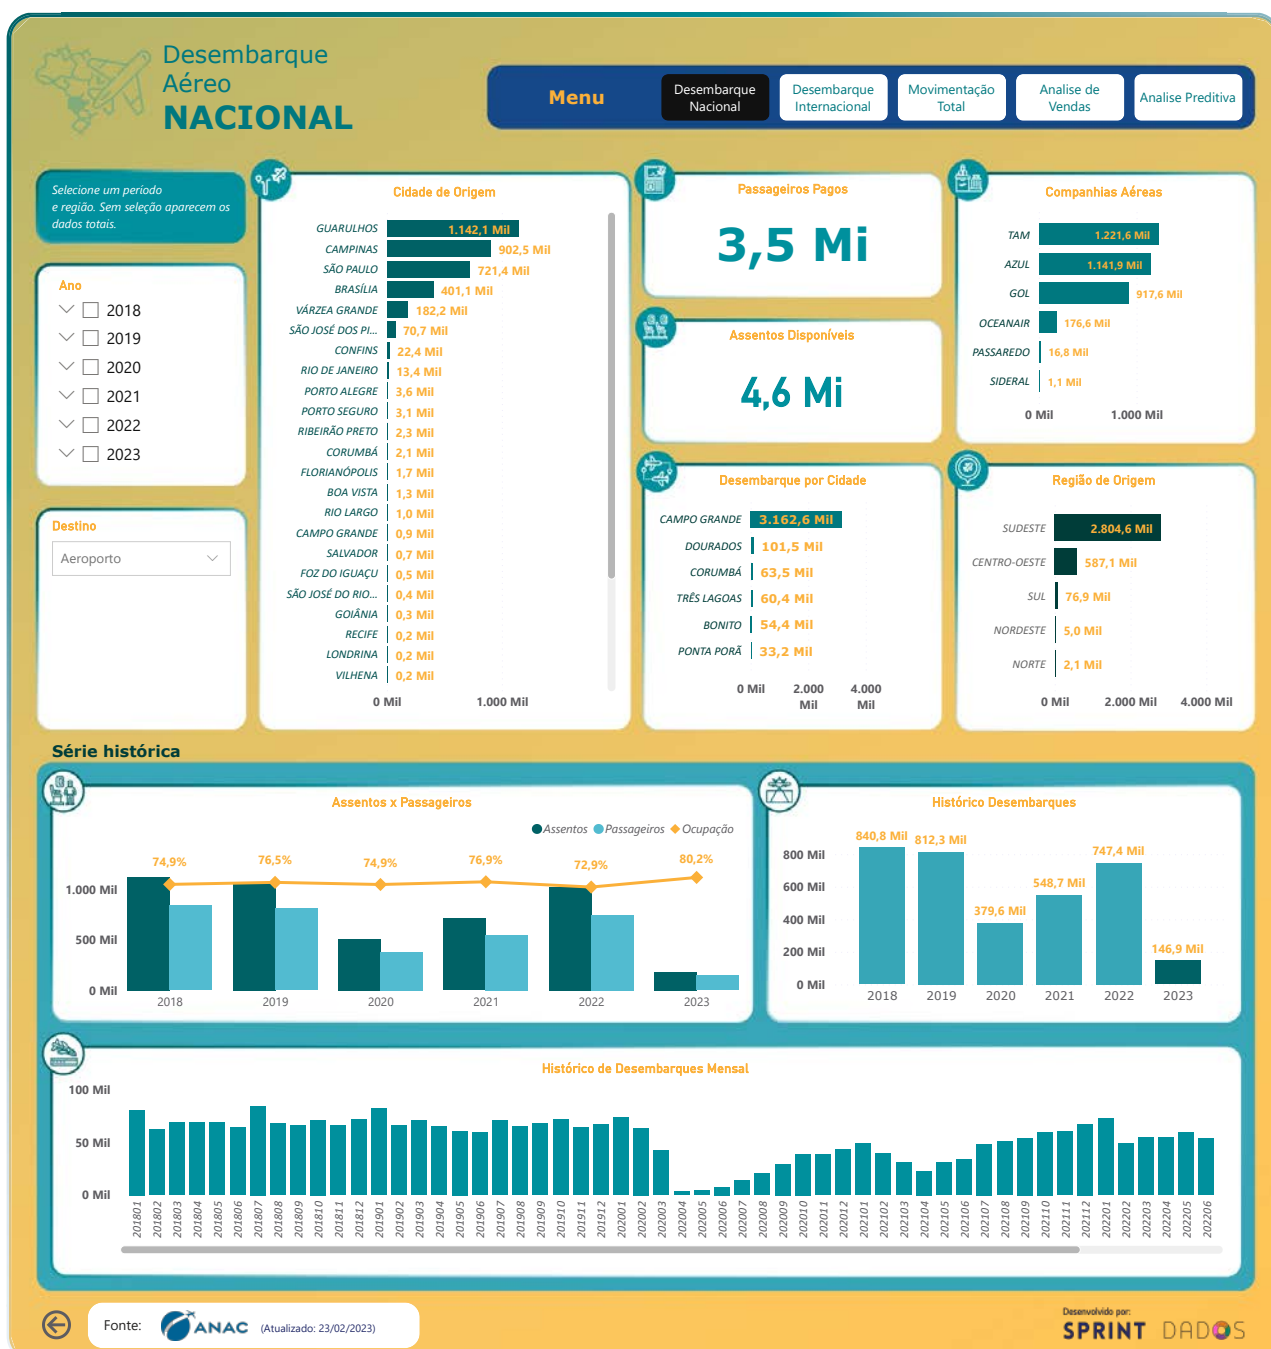 Desembarque
Aéreo
NACIONAL
Menu
Desembarque
Nacional
Desembarque
Internacional
Movimentação
Total
Analise de
Vendas
Analise Preditiva
Selecione um período
e região. Sem seleção aparecem os
dados totais.
Ano
2018
2019
2020
2021
2022
2023
Destino
Aeroporto
Cidade de Origem
GUARULHOS 1.142,1 Mil
CAMPINAS 902,5 Mil
SÃO PAULO 721,4 Mil
BRASÍLIA 401,1 Mil
VÁRZEA GRANDE 182,2 Mil
SÃO JOSÉ DOS PI... 70,7 Mil
CONFINS 22,4 Mil
RIO DE JANEIRO 13,4 Mil
PORTO ALEGRE 3,6 Mil
PORTO SEGURO 3,1 Mil
RIBEIRÃO PRETO 2,3 Mil
CORUMBÁ 2,1 Mil
FLORIANÓPOLIS 1,7 Mil
BOA VISTA 1,3 Mil
RIO LARGO 1,0 Mil
CAMPO GRANDE 0,9 Mil
SALVADOR 0,7 Mil
FOZ DO IGUAÇU 0,5 Mil
SÃO JOSÉ DO RIO... 0,4 Mil
GOIÂNIA 0,3 Mil
RECIFE 0,2 Mil
LONDRINA 0,2 Mil
VILHENA 0,2 Mil
0 Mil 1.000 Mil
Passageiros Pagos
3,5 Mi
Assentos Disponíveis
4,6 Mi
Companhias Aéreas
TAM 1.221,6 Mil
AZUL 1.141,9 Mil
GOL 917,6 Mil
OCEANAIR 176,6 Mil
PASSAREDO 16,8 Mil
SIDERAL 1,1 Mil
0 Mil 1.000 Mil
Desembarque por Cidade
CAMPO GRANDE 3.162,6 Mil
DOURADOS 101,5 Mil
CORUMBÁ 63,5 Mil
TRÊS LAGOAS 60,4 Mil
BONITO 54,4 Mil
PONTA PORÃ 33,2 Mil
0 Mil 2.000 4.000
Mil Mil
Região de Origem
SUDESTE 2.804,6 Mil
CENTRO-OESTE 587,1 Mil
SUL 76,9 Mil
NORDESTE 5,0 Mil
NORTE 2,1 Mil
0 Mil 2.000 Mil 4.000 Mil
Série histórica
Assentos x Passageiros
Assentos Passageiros Ocupação
74,9% 76,5% 74,9% 76,9% 72,9% 80,2%
1.000 Mil
500 Mil
0 Mil
2018 2019 2020 2021 2022 2023
Histórico Desembarques
840,8 Mil 812,3 Mil 379,6 Mil 548,7 Mil 747,4 Mil 146,9 Mil
800 Mil
600 Mil
400 Mil
200 Mil
0 Mil
2018 2019 2020 2021 2022 2023
Histórico de Desembarques Mensal
100 Mil
50 Mil
0 Mil
201801 201802 201803 201804 201805 201806 201807 201808 201809 201810 201811 201812 201901 201902 201903 201904 201905 201906 201907 201908 201909 201910 201911 201912 202001 202002 202003 202004 202005 202006 202007 202008 202009 202010 202011 202012 202101 202102 202103 202104 202105 202106 202107 202108 202109 202110 202111 202112 202201 202202 202203 202204 202205 202206
Fonte: ANAC (Atualizado: 23/02/2023)
Desenvolvido por:
SPRINT DADOS